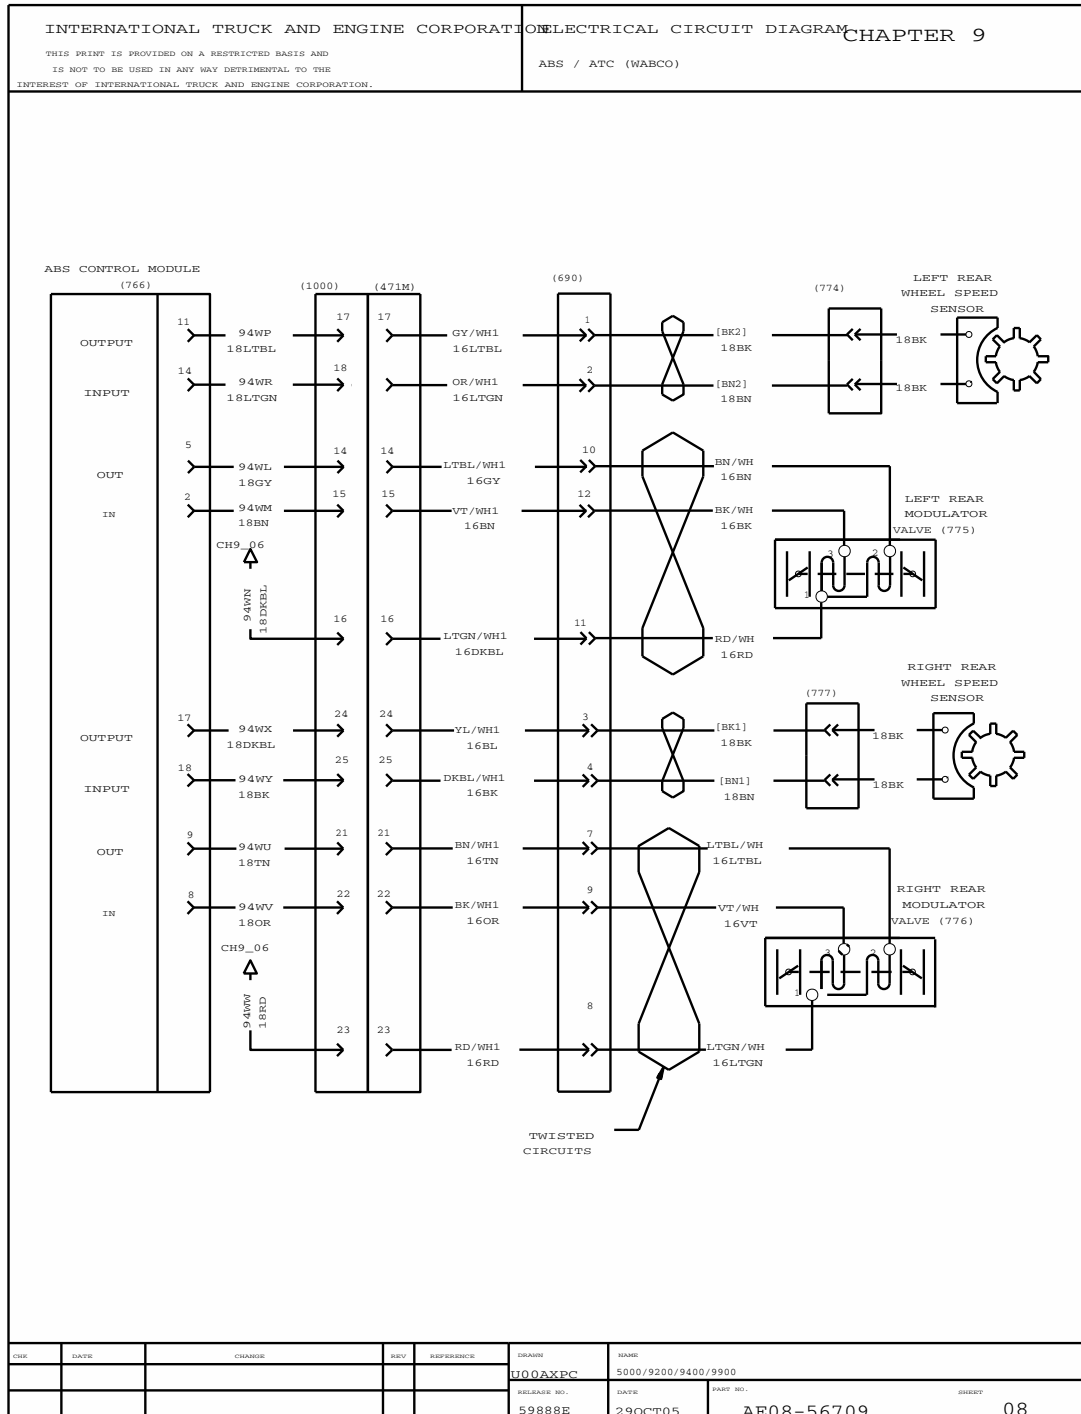 INTERNATIONAL TRUCK AND ENGINE CORPORATION
ELECTRICAL CIRCUIT DIAGRAM
CHAPTER 9
THIS PRINT IS PROVIDED ON A RESTRICTED BASIS AND
IS NOT TO BE USED IN ANY WAY DETRIMENTAL TO THE
INTEREST OF INTERNATIONAL TRUCK AND ENGINE CORPORATION.
ABS / ATC (WABCO)
ABS CONTROL MODULE
(766)
(1000)
(471M)
(690)
(774)
LEFT REAR
WHEEL SPEED
SENSOR
OUTPUT
11
94WP
18LTBL
17
17
GY/WH1
16LTBL
1
[BK2]
18BK
18BK
INPUT
14
94WR
18LTGN
18
OR/WH1
16LTGN
2
[BN2]
18BN
18BK
OUT
5
94WL
18GY
14
14
LTBL/WH1
16GY
10
BN/WH
16BN
IN
2
94WM
18BN
15
15
VT/WH1
16BN
12
BK/WH
16BK
LEFT REAR
MODULATOR
VALVE (775)
3
2
1
CH9_06
94WN
18DKBL
16
16
LTGN/WH1
16DKBL
11
RD/WH
16RD
RIGHT REAR
WHEEL SPEED
SENSOR
(777)
OUTPUT
17
94WX
18DKBL
24
24
YL/WH1
16BL
3
[BK1]
18BK
18BK
INPUT
18
94WY
18BK
25
25
DKBL/WH1
16BK
4
[BN1]
18BN
18BK
OUT
9
94WU
18TN
21
21
BN/WH1
16TN
7
LTBL/WH
16LTBL
IN
8
94WV
18OR
22
22
BK/WH1
16OR
9
VT/WH
16VT
RIGHT REAR
MODULATOR
VALVE (776)
3
2
1
CH9_06
94WW
18RD
23
23
RD/WH1
16RD
8
LTGN/WH
16LTGN
TWISTED
CIRCUITS
CHK
DATE
CHANGE
REV
REFERENCE
DRAWN
U00AXPC
NAME
5000/9200/9400/9900
RELEASE NO.
59888E
DATE
29OCT05
PART NO.
AE08-56709
SHEET
08